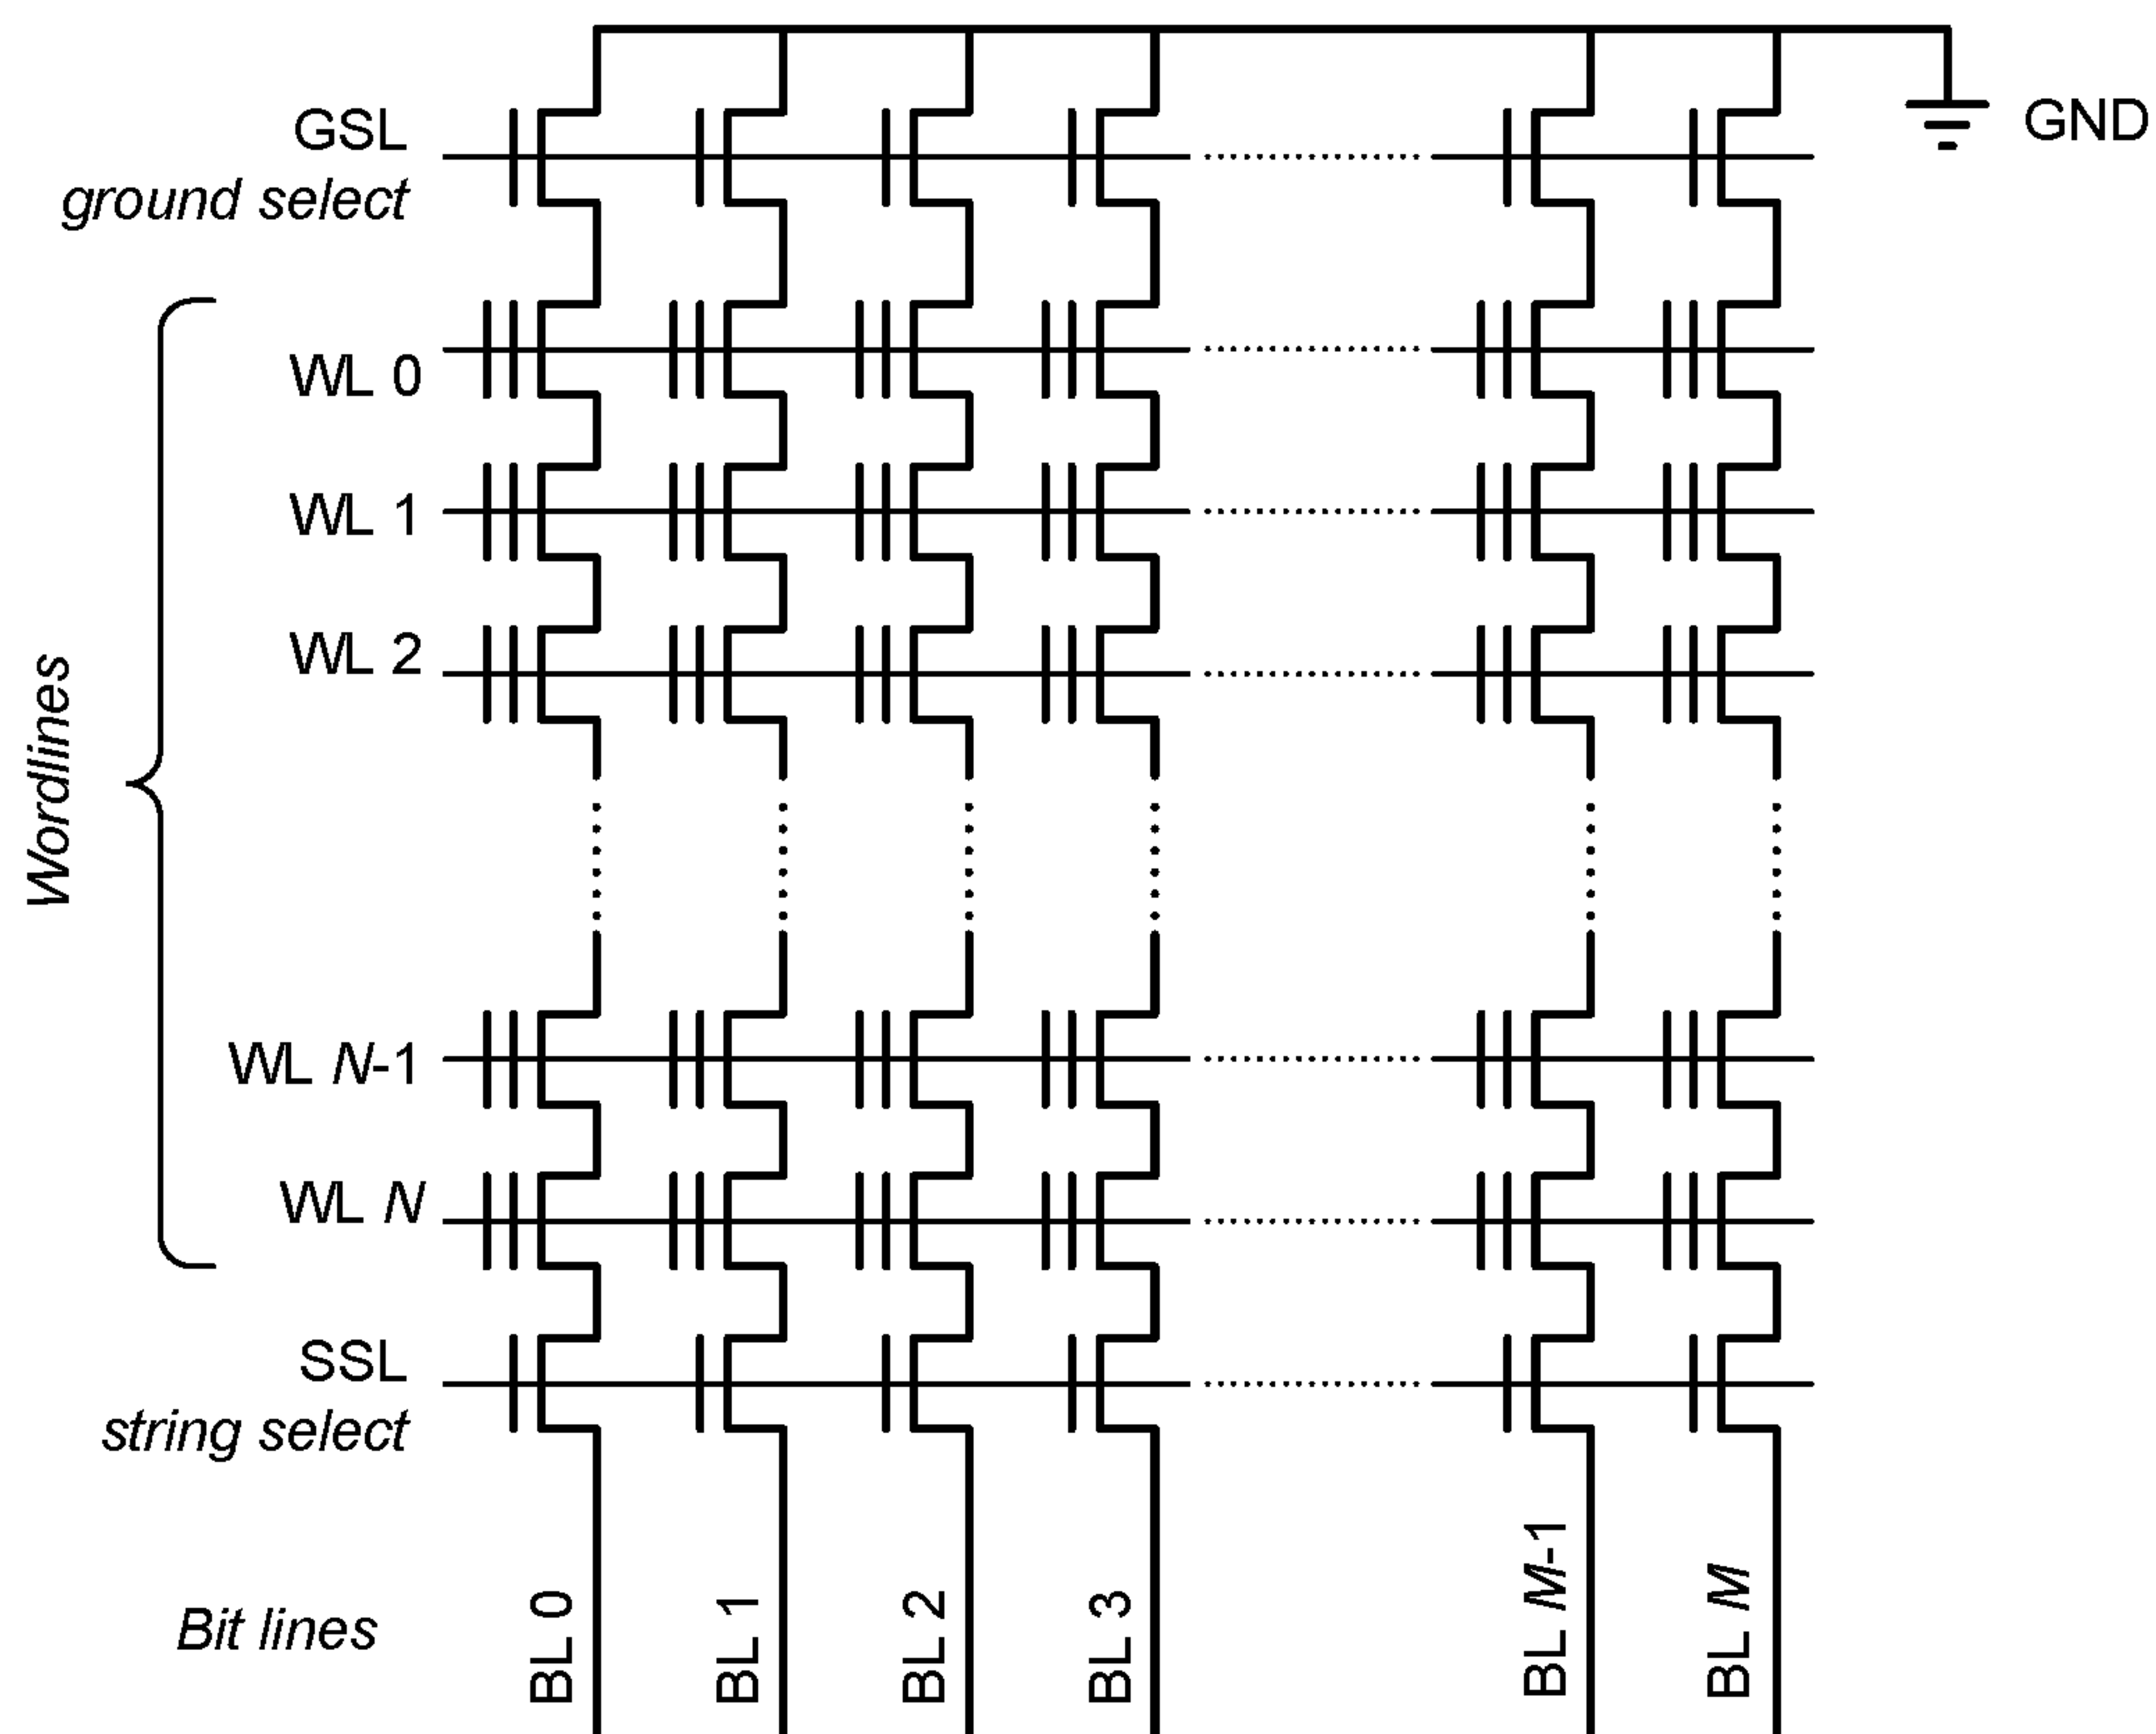 GND
GSL
ground select
WL 0
WL 1
WL 2
Wordlines
WL N-1
WL N
SSL
string select
Bit lines
BL 0
BL 1
BL 2
BL 3
BL M-1
BL M